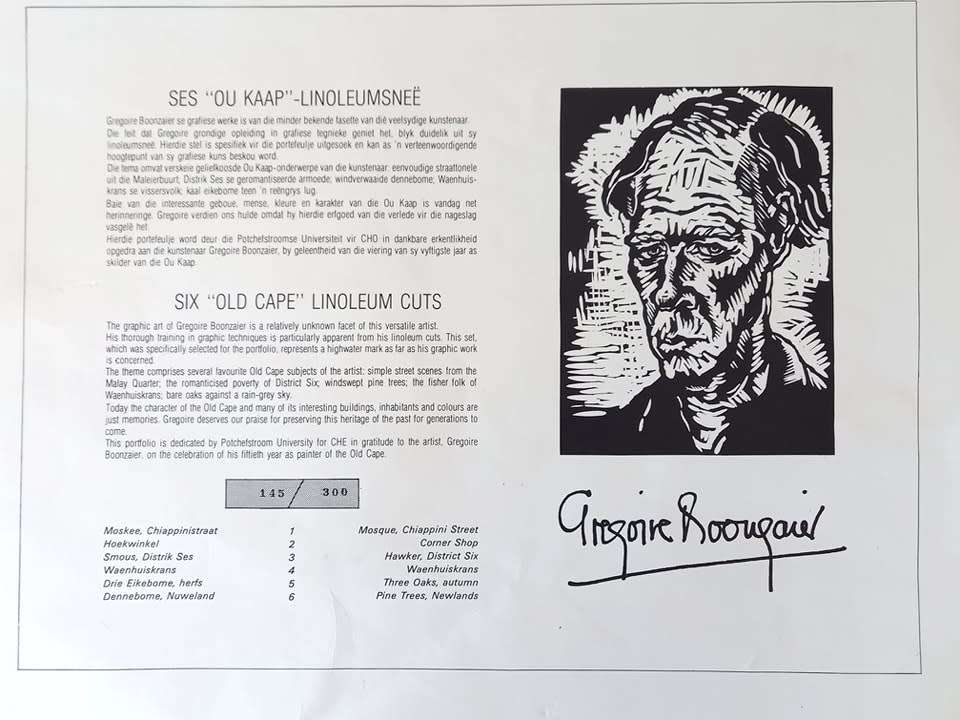 SES "OU KAAP"-LINOLEUMSNEË
Gregoire Boonzaier se grafiese werke is van die minder bekende fasette van dié veelsydige kunstenaar.
Die feit dat Gregoire grondige opleiding in grafiese tegnieke geniet het, blyk duidelik uit sy
linoleumsneë. Hierdie stel is spesifiek vir die portefeulje uitgesoek en kan as 'n verteenwoordigende
hoogtepunt van sy grafiese kuns beskou word.
Die tema omvat verskeie geliefkoosde Ou Kaap-onderwerpe van die kunstenaar: eenvoudige straattonele
uit die Maleierbuurt; Distrik Ses se geromantiseerde armoede; windverwaaide dennebome; Waenhuis-
krans se vissersvolk; kaal eikebome teen 'n reëngrys lug.
Baie van die interessante geboue, mense, kleure en karakter van die Ou Kaap is vandag net
herinneringe. Gregoire verdien ons hulde omdat hy hierdie erfgoed van die verlede vir die nageslag
vasgelê het.
Hierdie portefeulje word deur die Potchefstroomse Universiteit vir CHO in dankbare erkentlikheid
opgedra aan die kunstenaar Gregoire Boonzaier, by geleentheid van die viering van sy vyftigste jaar as
skilder van die Ou Kaap.
SIX "OLD CAPE" LINOLEUM CUTS
The graphic art of Gregoire Boonzaier is a relatively unknown facet of this versatile artist.
His thorough training in graphic techniques is particularly apparent from his linoleum cuts. This set,
which was specifically selected for the portfolio, represents a highwater mark as far as his graphic work
is concerned.
The theme comprises several favourite Old Cape subjects of the artist: simple street scenes from the
Malay Quarter; the romanticised poverty of District Six; windswept pine trees; the fisher folk of
Waenhuiskrans; bare oaks against a rain-grey sky.
Today the character of the Old Cape and many of its interesting buildings, inhabitants and colours are
just memories. Gregoire deserves our praise for preserving this heritage of the past for generations to
come.
This portfolio is dedicated by Potchefstroom University for CHE in gratitude to the artist, Gregoire
Boonzaier, on the celebration of his fiftieth year as painter of the Old Cape.
145 / 300
Moskee, Chiappinistraat 1 Mosque, Chiappini Street
Hoekwinkel 2 Corner Shop
Smous, Distrik Ses 3 Hawker, District Six
Waenhuiskrans 4 Waenhuiskrans
Drie Eikebome, herfs 5 Three Oaks, autumn
Dennebome, Nuweland 6 Pine Trees, Newlands
Gregoire Boonzaier